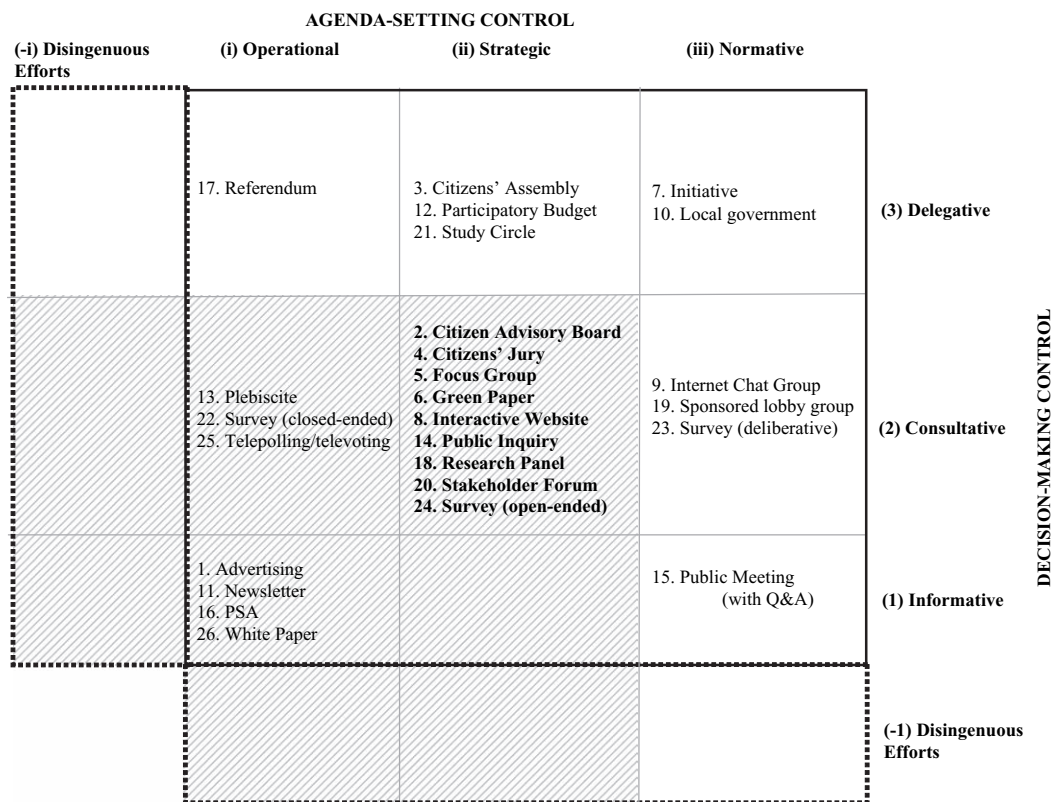 AGENDA-SETTING CONTROL
(-i) Disingenuous
Efforts
(i) Operational
(ii) Strategic
(iii) Normative
17. Referendum
3. Citizens’ Assembly
12. Participatory Budget
21. Study Circle
7. Initiative
10. Local government
(3) Delegative
13. Plebiscite
22. Survey (closed-ended)
25. Telepolling/televoting
2. Citizen Advisory Board
4. Citizens’ Jury
5. Focus Group
6. Green Paper
8. Interactive Website
14. Public Inquiry
18. Research Panel
20. Stakeholder Forum
24. Survey (open-ended)
9. Internet Chat Group
19. Sponsored lobby group
23. Survey (deliberative)
(2) Consultative
1. Advertising
11. Newsletter
16. PSA
26. White Paper
15. Public Meeting
(with Q&A)
(1) Informative
(-1) Disingenuous
Efforts
DECISION-MAKING CONTROL